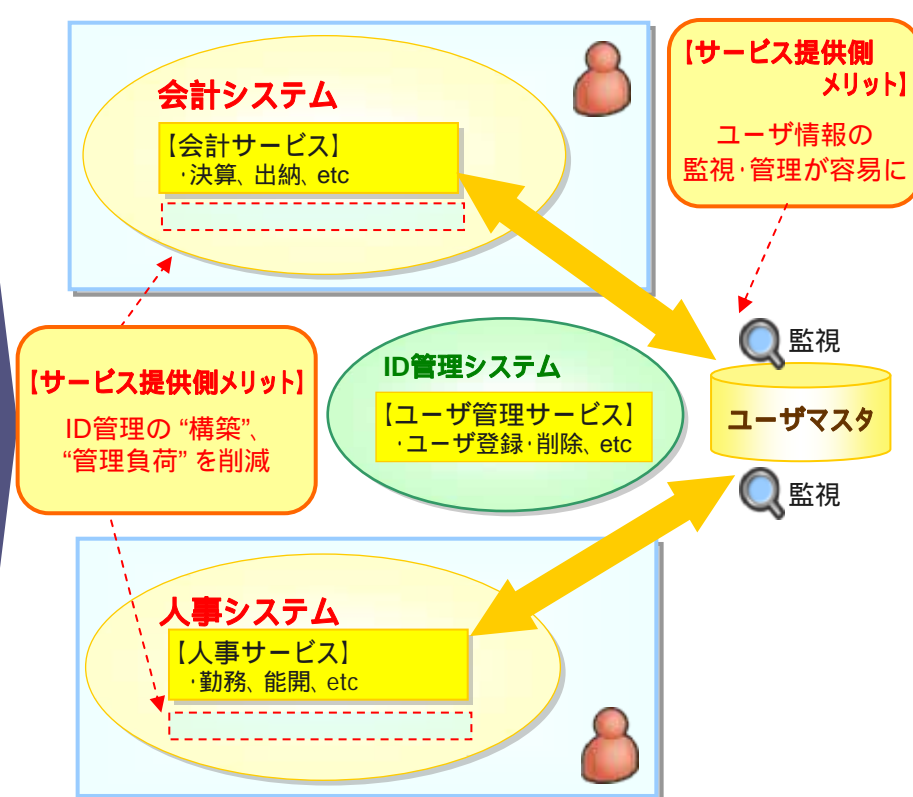 会計システム
【会計サービス】
・決算、出納、etc
【サービス提供側
メリット】
ユーザ情報の
監視・管理が容易に
【サービス提供側メリット】
ID管理の “構築”、
“管理負荷” を削減
ID管理システム
【ユーザ管理サービス】
・ユーザ登録・削除、etc
監視
ユーザマスタ
監視
人事システム
【人事サービス】
・勤務、能開、etc